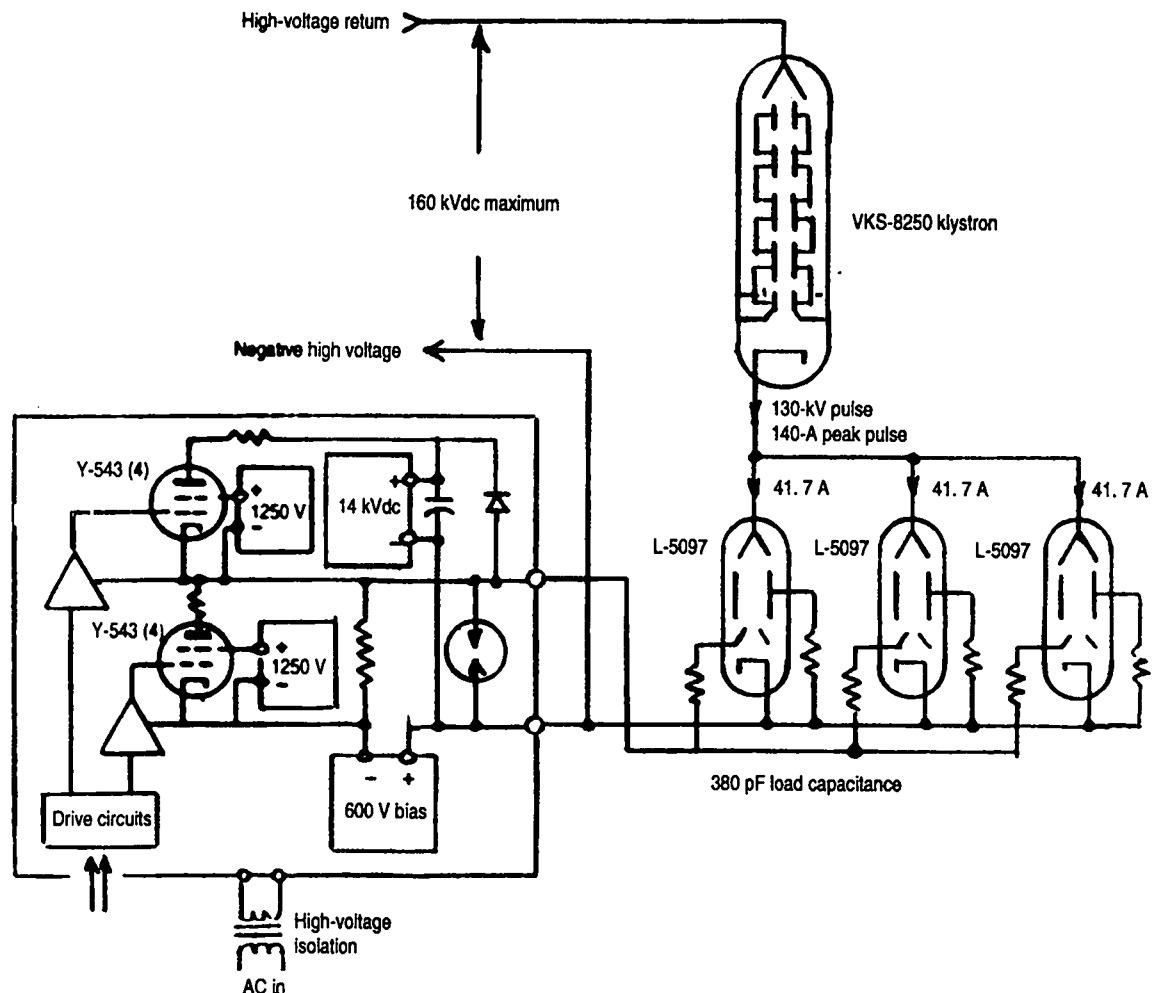 High-voltage return
160 kVdc maximum
VKS-8250 klystron
Negative high voltage
130-kV pulse
140-A peak pulse
Y-543 (4)
+
1250 V
-
+
14 kVdc
-
41.7 A
41.7 A
41.7 A
L-5097
L-5097
L-5097
Y-543 (4)
+
1250 V
-
- +
600 V bias
380 pF load capacitance
Drive circuits
High-voltage
isolation
AC in